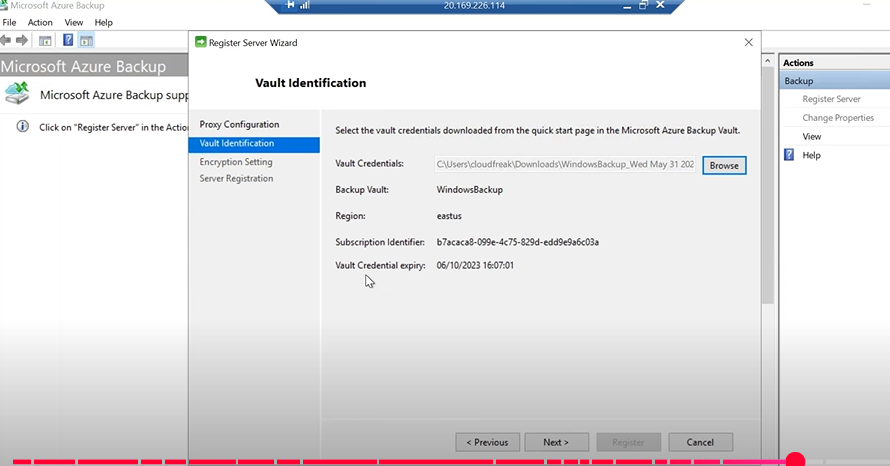 Microsoft Azure Backup
20.169.226.114
File Action View Help
Register Server Wizard
Microsoft Azure Backup
Microsoft Azure Backup supp
Click on "Register Server" in the Actio
Vault Identification
Proxy Configuration
Vault Identification
Encryption Setting
Server Registration
Select the vault credentials downloaded from the quick start page in the Microsoft Azure Backup Vault.
Vault Credentials: C:\Users\cloudfreak\Downloads\WindowsBackup_Wed May 31 202 Browse
Backup Vault: WindowsBackup
Region: eastus
Subscription Identifier: b7acaca8-099e-4c75-829d-edd9e9a6c03a
Vault Credential expiry: 06/10/2023 16:07:01
< Previous Next > Register Cancel
Actions
Backup
Register Server
Change Properties
View
Help